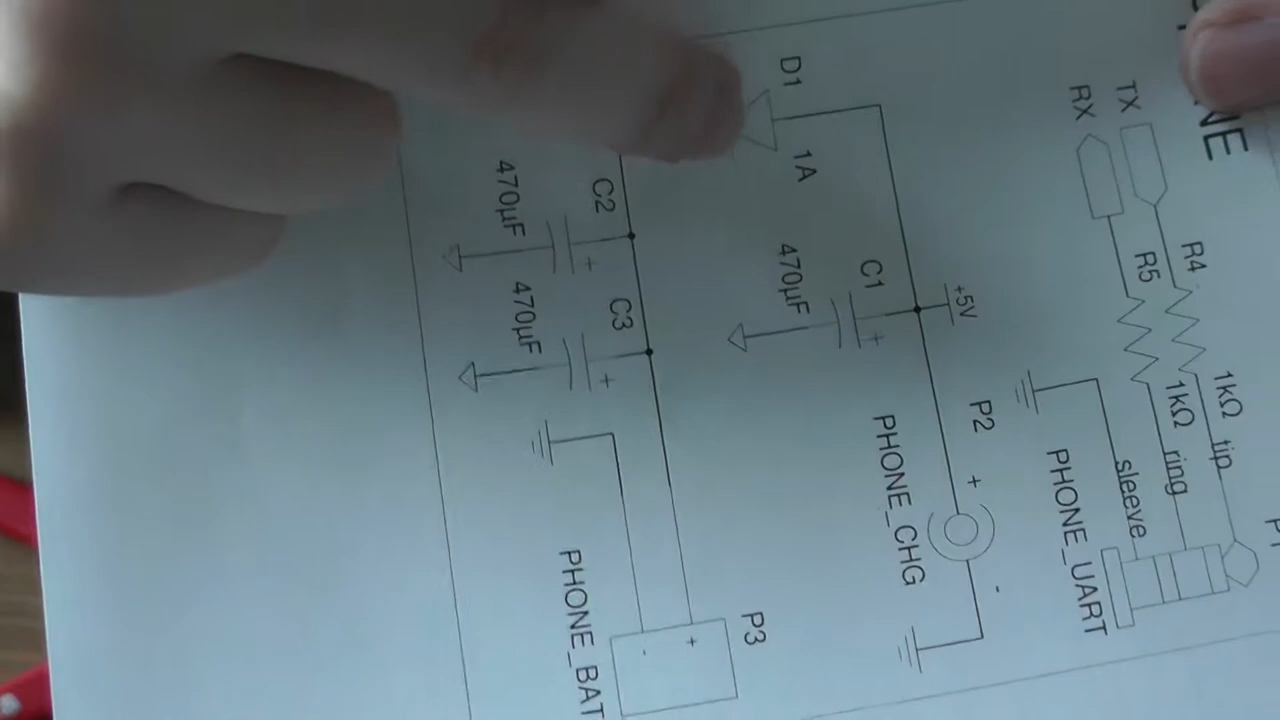 NE
TX
RX
R4
R5
1kΩ
1kΩ
tip
ring
sleeve
PHONE_UART
D1
1A
+5V
C1
+
470µF
P2
+
-
PHONE_CHG
C2
+
470µF
C3
+
470µF
P3
+
-
PHONE_BAT